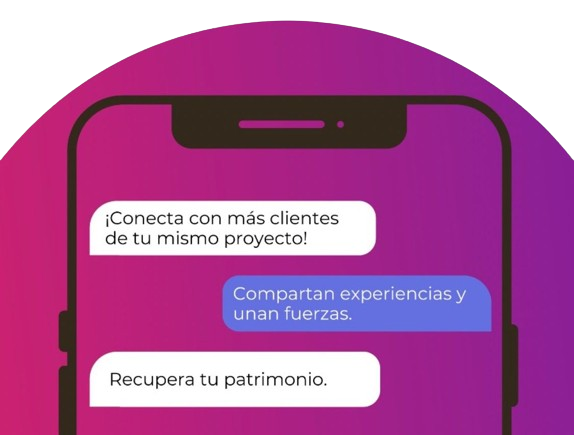 ¡Conecta con más clientes
de tu mismo proyecto!
Compartan experiencias y
unan fuerzas.
Recupera tu patrimonio.